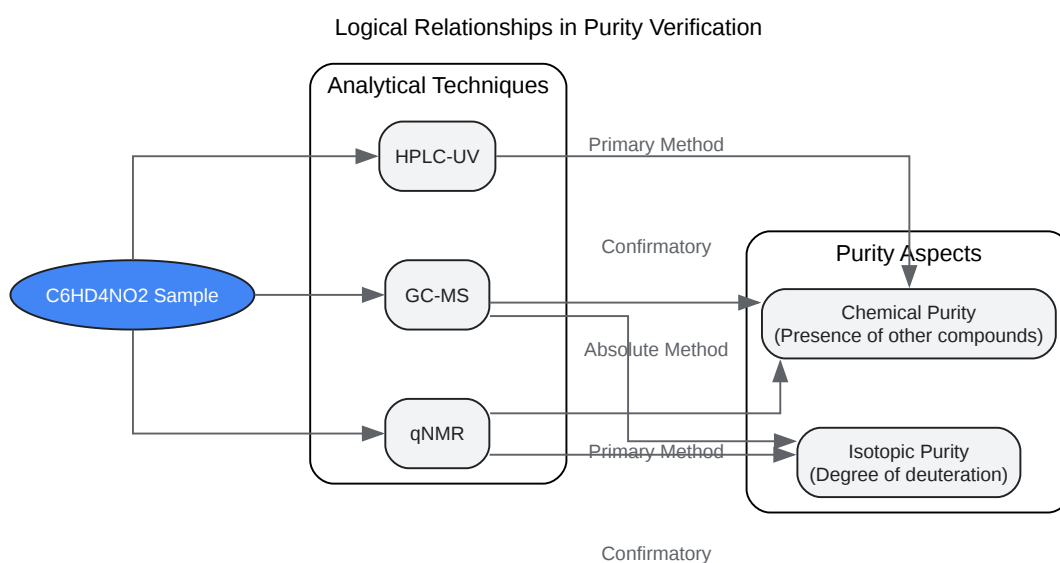 Logical Relationships in Purity Verification
Analytical Techniques
HPLC-UV
Primary Method
Confirmatory
Purity Aspects
C6HD4NO2 Sample
GC-MS
Chemical Purity
(Presence of other compounds)
Absolute Method
qNMR
Primary Method
Isotopic Purity
(Degree of deuteration)
Confirmatory